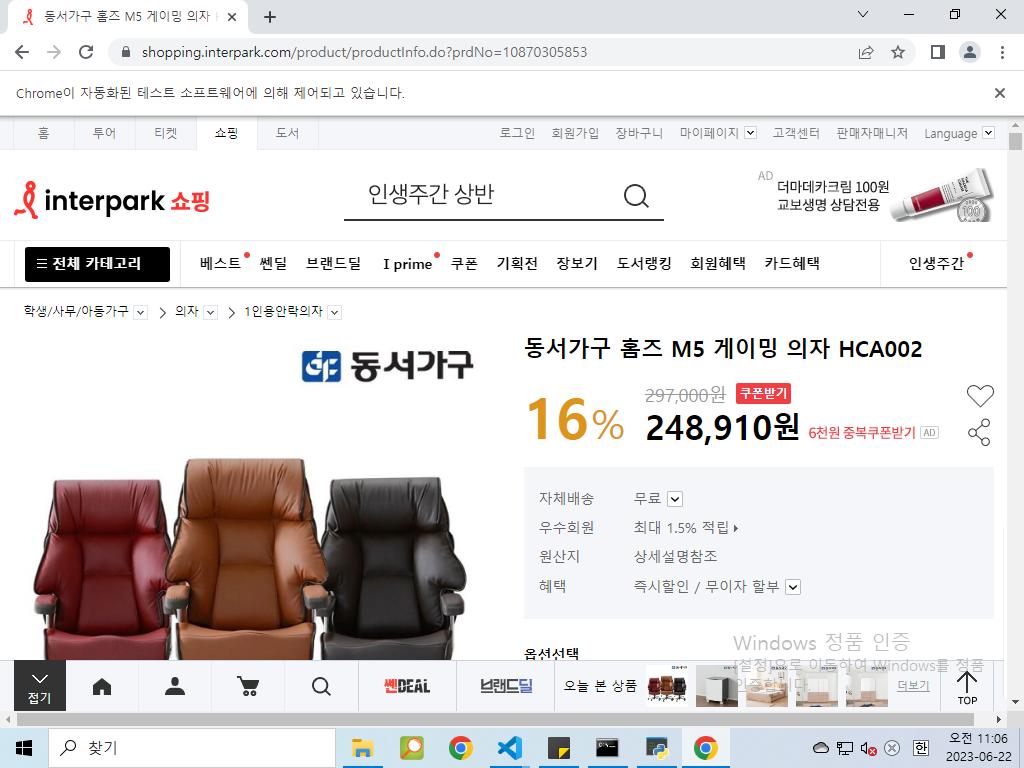 동서가구 홈즈 M5 게이밍 의자
shopping.interpark.com/product/productInfo.do?prdNo=10870305853
Chrome이 자동화된 테스트 소프트웨어에 의해 제어되고 있습니다.
홈 투어 티켓 쇼핑 도서 로그인 회원가입 장바구니 마이페이지 고객센터 판매자매니저 Language
interpark 쇼핑
인생주간 상반
AD
더마데카크림 100원
교보생명 상담전용
100
전체 카테고리 베스트 쎈딜 브랜드딜 I prime 쿠폰 기획전 장보기 도서랭킹 회원혜택 카드혜택 인생주간
학생/사무/아동가구 의자 1인용안락의자
동서가구
동서가구 홈즈 M5 게이밍 의자 HCA002
16%
297,000원 쿠폰받기
248,910원 6천원 중복쿠폰받기 AD
자체배송 무료
우수회원 최대 1.5% 적립
원산지 상세설명참조
혜택 즉시할인 / 무이자 할부
옵션선택
Windows 정품 인증
[설정]으로 이동하여 Windows를 정품
인증합니다.
접기
쎈DEAL
브랜드딜
오늘 본 상품
더보기
TOP
찾기
한
오전 11:06
2023-06-22